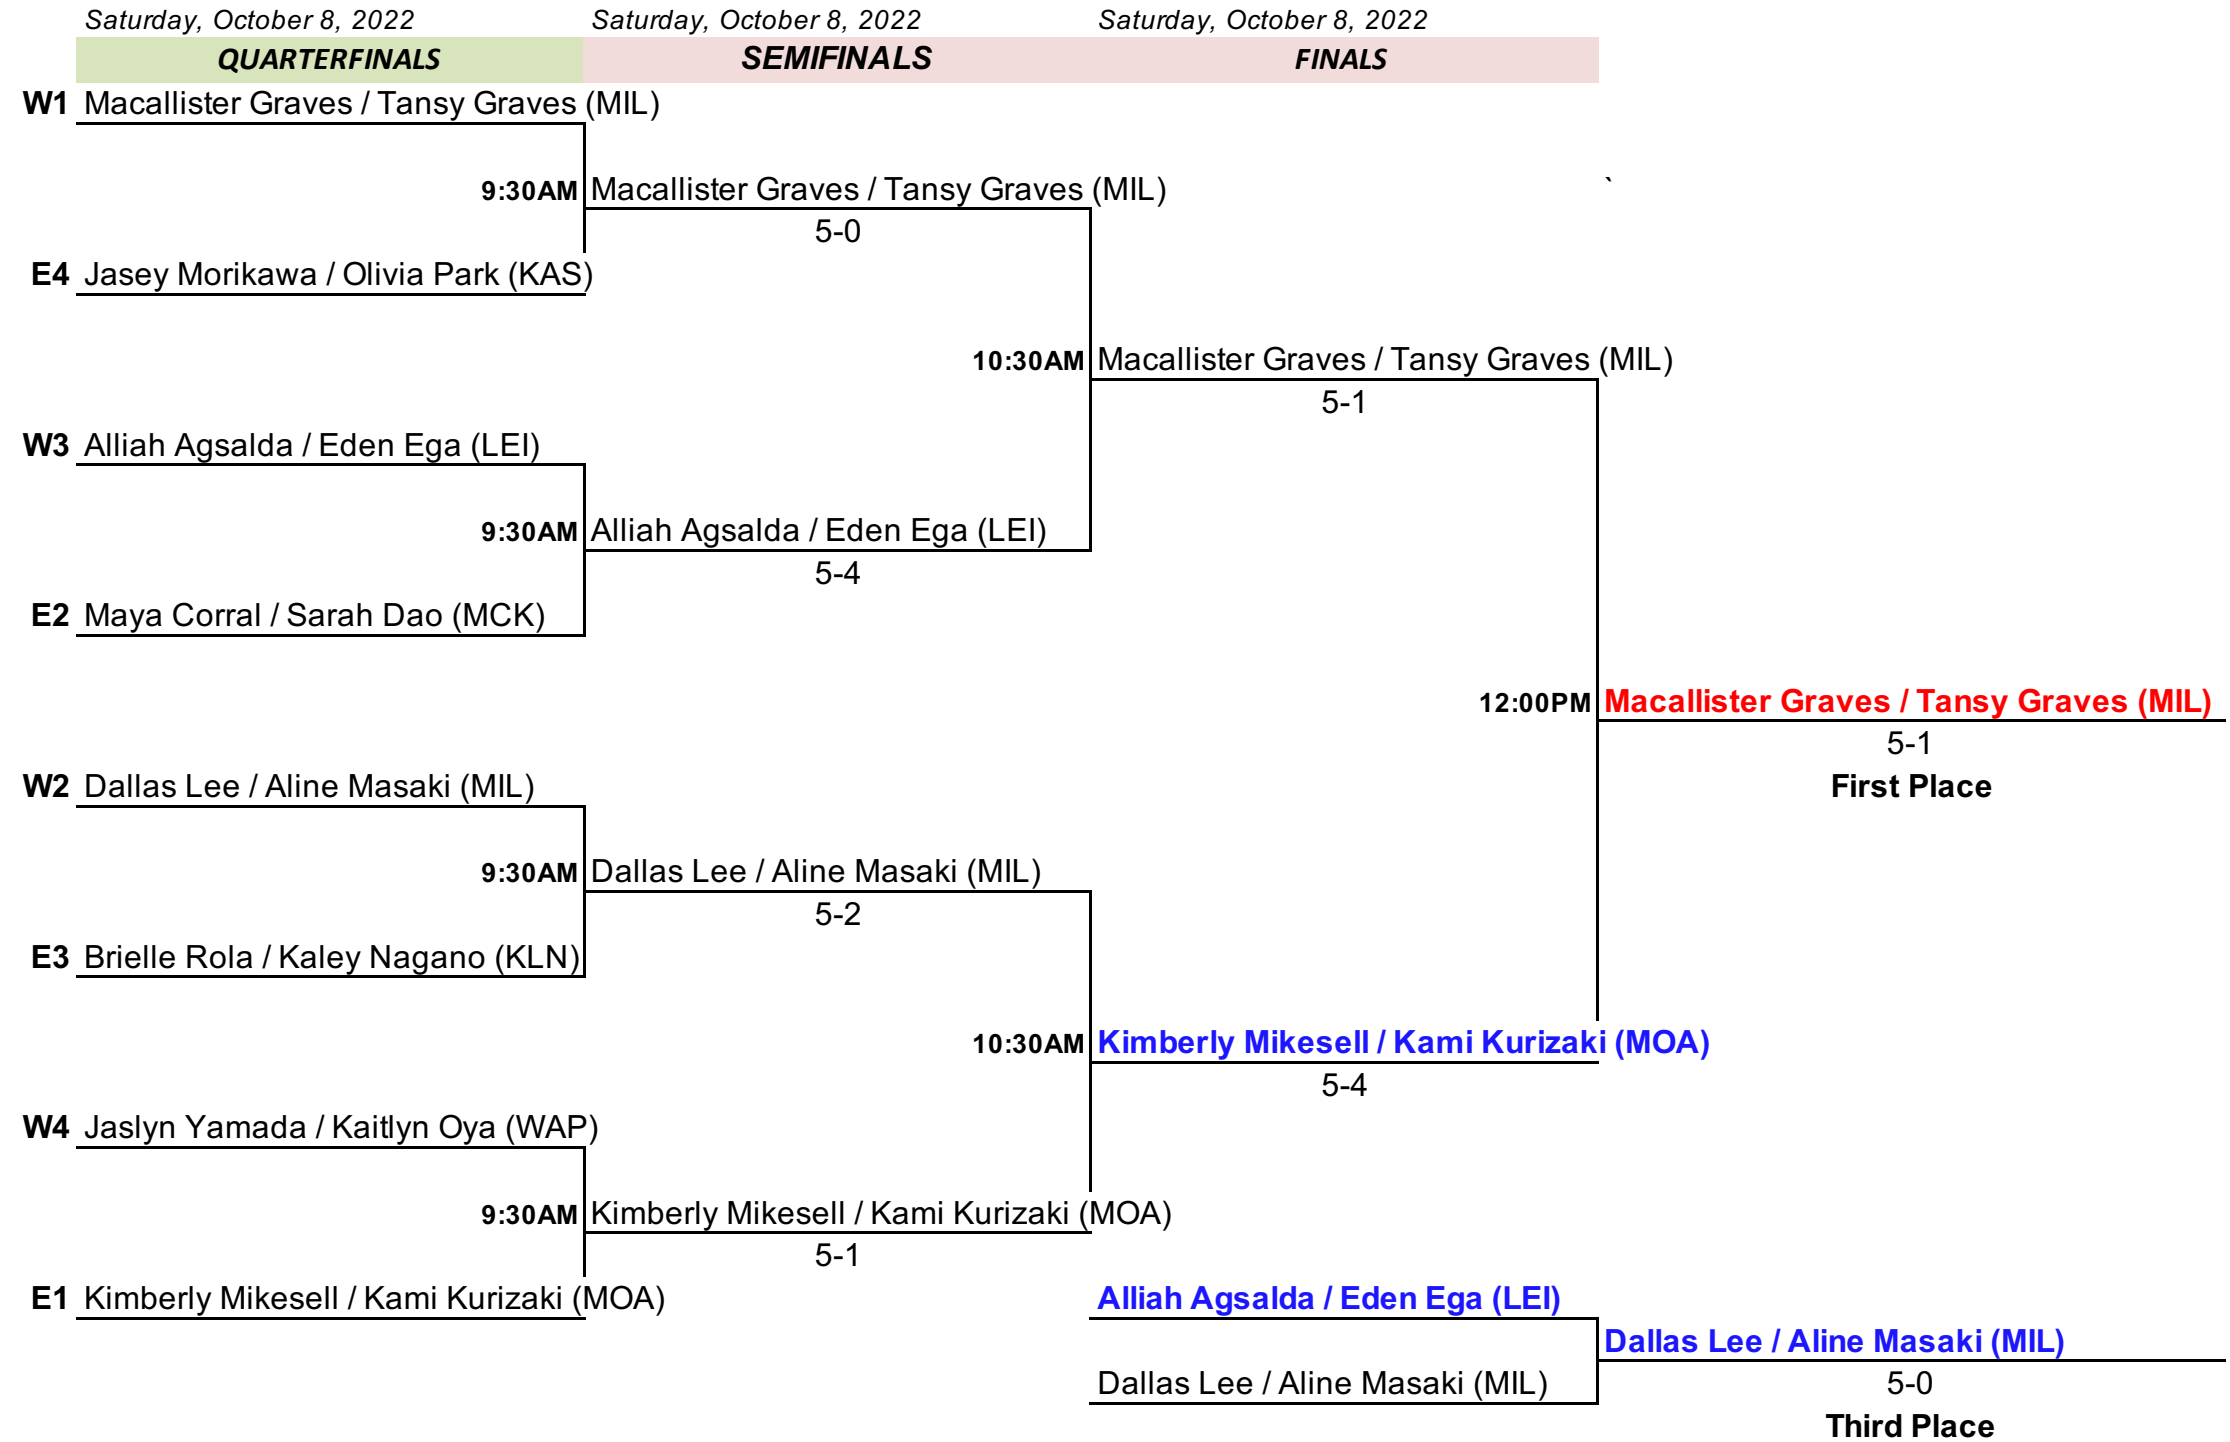 Saturday, October 8, 2022 Saturday, October 8, 2022 Saturday, October 8, 2022
QUARTERFINALS SEMIFINALS FINALS
W1 Macallister Graves / Tansy Graves (MIL)
9:30AM Macallister Graves / Tansy Graves (MIL) `
5-0
E4 Jasey Morikawa / Olivia Park (KAS)
10:30AM Macallister Graves / Tansy Graves (MIL)
5-1
W3 Alliah Agsalda / Eden Ega (LEI)
9:30AM Alliah Agsalda / Eden Ega (LEI)
5-4
E2 Maya Corral / Sarah Dao (MCK)
12:00PM Macallister Graves / Tansy Graves (MIL)
5-1
W2 Dallas Lee / Aline Masaki (MIL) First Place
9:30AM Dallas Lee / Aline Masaki (MIL)
5-2
E3 Brielle Rola / Kaley Nagano (KLN)
10:30AM Kimberly Mikesell / Kami Kurizaki (MOA)
5-4
W4 Jaslyn Yamada / Kaitlyn Oya (WAP)
9:30AM Kimberly Mikesell / Kami Kurizaki (MOA)
5-1
E1 Kimberly Mikesell / Kami Kurizaki (MOA) Alliah Agsalda / Eden Ega (LEI)
Dallas Lee / Aline Masaki (MIL)
Dallas Lee / Aline Masaki (MIL) 5-0
Third Place